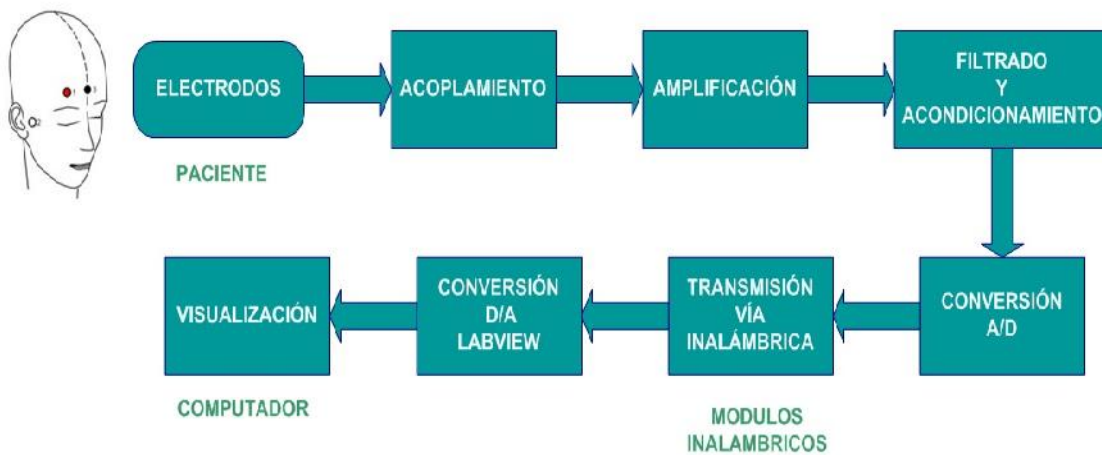 ELECTRODOS
PACIENTE
ACOPLAMIENTO
AMPLIFICACIÓN
FILTRADO
Y
ACONDICIONAMIENTO
CONVERSIÓN
A/D
TRANSMISIÓN
VÍA
INALÁMBRICA
MODULOS
INALAMBRICOS
CONVERSIÓN
D/A
LABVIEW
VISUALIZACIÓN
COMPUTADOR